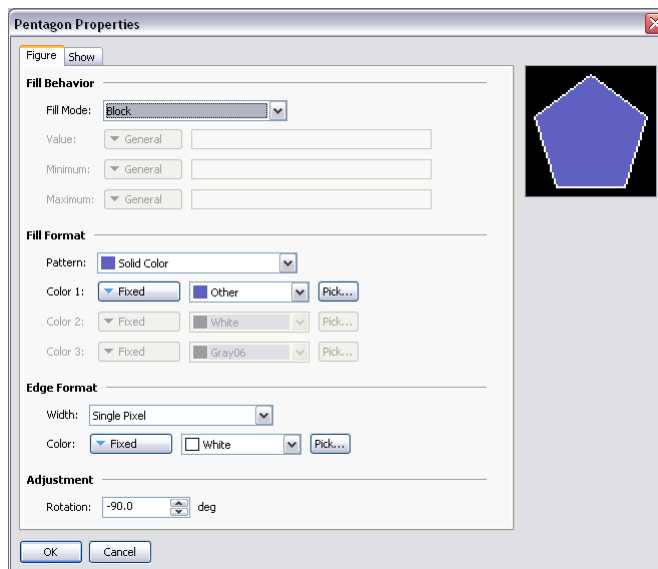 Pentagon Properties
Figure Show
Fill Behavior
Fill Mode: Block
Value: General
Minimum: General
Maximum: General
Fill Format
Pattern: Solid Color
Color 1: Fixed Other Pick...
Color 2: Fixed White Pick...
Color 3: Fixed Gray06 Pick...
Edge Format
Width: Single Pixel
Color: Fixed White Pick...
Adjustment
Rotation: -90.0 deg
OK Cancel